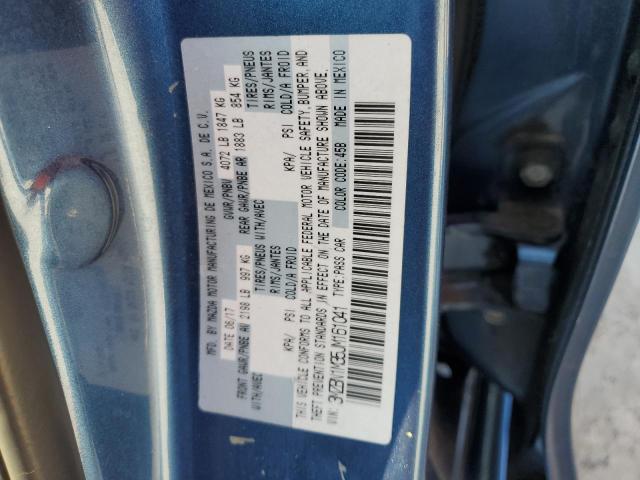 MFD. BY MAZDA MOTOR MANUFACTURING DE MEXICO S.A. DE C.V.
DATE 06/17 GVWR/PNBV 4072 LB 1847 KG
FRONT GAWR/PNBE AV 2198 LB 997 KG REAR GAWR/PNBE AR 1883 LB 854 KG
WITH/AVEC TIRES/PNEUS WITH/AVEC TIRES/PNEUS
RIMS/JANTES RIMS/JANTES
KPA/ PSI COLD/A FROID KPA/ PSI COLD/A FROID
THIS VEHICLE CONFORMS TO ALL APPLICABLE FEDERAL MOTOR VEHICLE SAFETY, BUMPER, AND
THEFT PREVENTION STANDARDS IN EFFECT ON THE DATE OF MANUFACTURE SHOWN ABOVE.
VIN: 3MZBN1M35JM161041 TYPE:PASS CAR COLOR CODE:45B MADE IN MEXICO